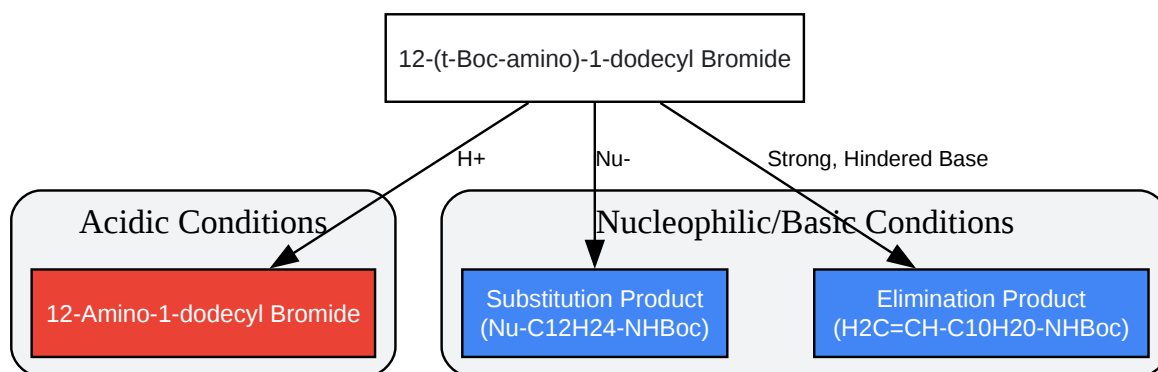 12-(t-Boc-amino)-1-dodecyl Bromide
H+
Nu-
Strong, Hindered Base
Acidic Conditions
Nucleophilic/Basic Conditions
12-Amino-1-dodecyl Bromide
Substitution Product
(Nu-C12H24-NHBoc)
Elimination Product
(H2C=CH-C10H20-NHBoc)